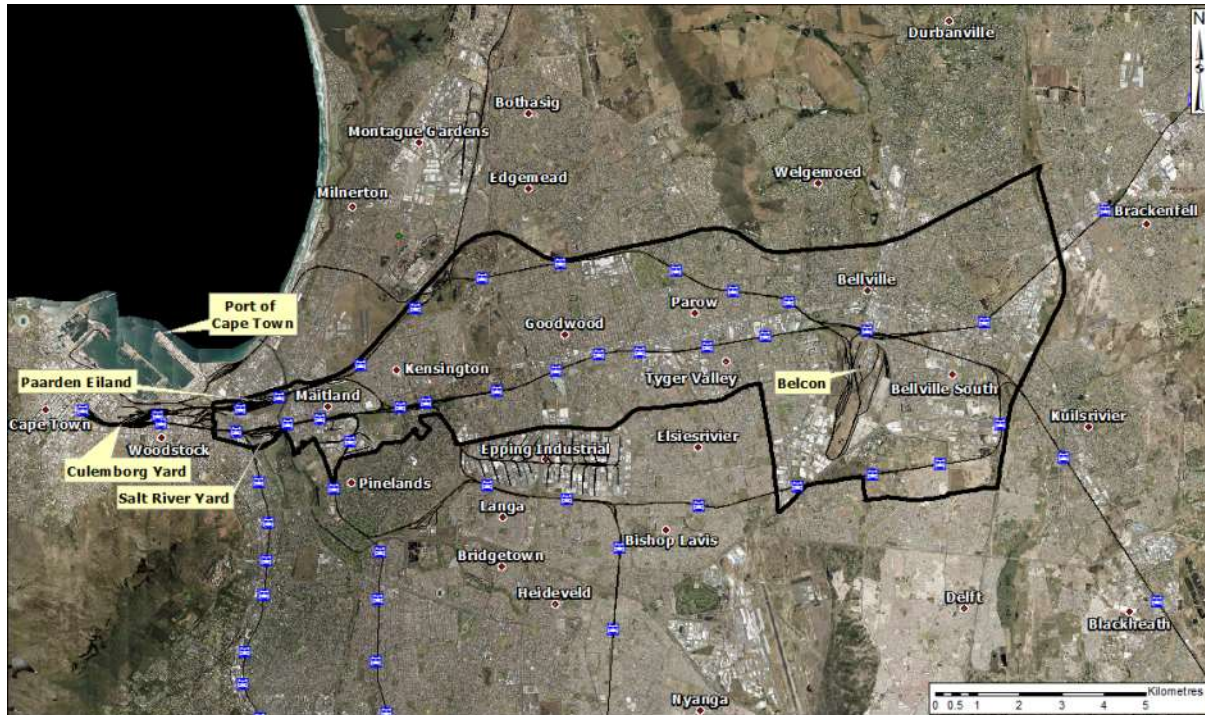 Durbanville
N
Bothasig
Montague Gardens
Edgemead
Welgemoed
Milnerton
Brackenfell
Port of
Cape Town
Bellville
Parow
Goodwood
Paarden Eiland
Kensington
Tyger Valley
Belcon
Bellville South
Maitland
Cape Town
Woodstock
Kuilsrivier
Culemborg Yard
Epping Industrial
Elsiesrivier
Salt River Yard
Pinelands
Langa
Bishop Lavis
Bridgetown
Heideveld
Delft
Blackheath
Nyanga
Kilometres
0 0.5 1 2 3 4 5